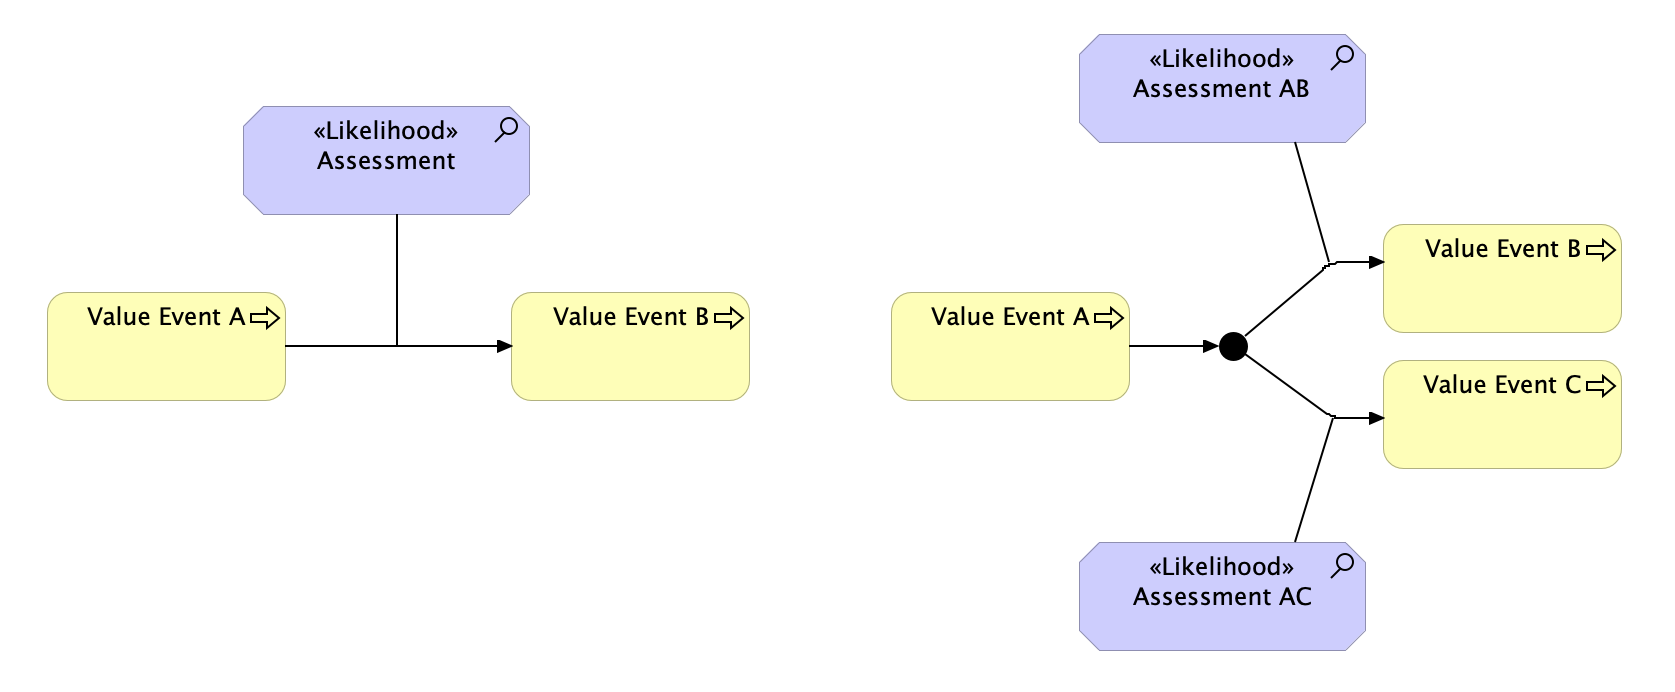 «Likelihood»
Assessment
Value Event A
Value Event B
«Likelihood»
Assessment AB
Value Event A
Value Event B
Value Event C
«Likelihood»
Assessment AC